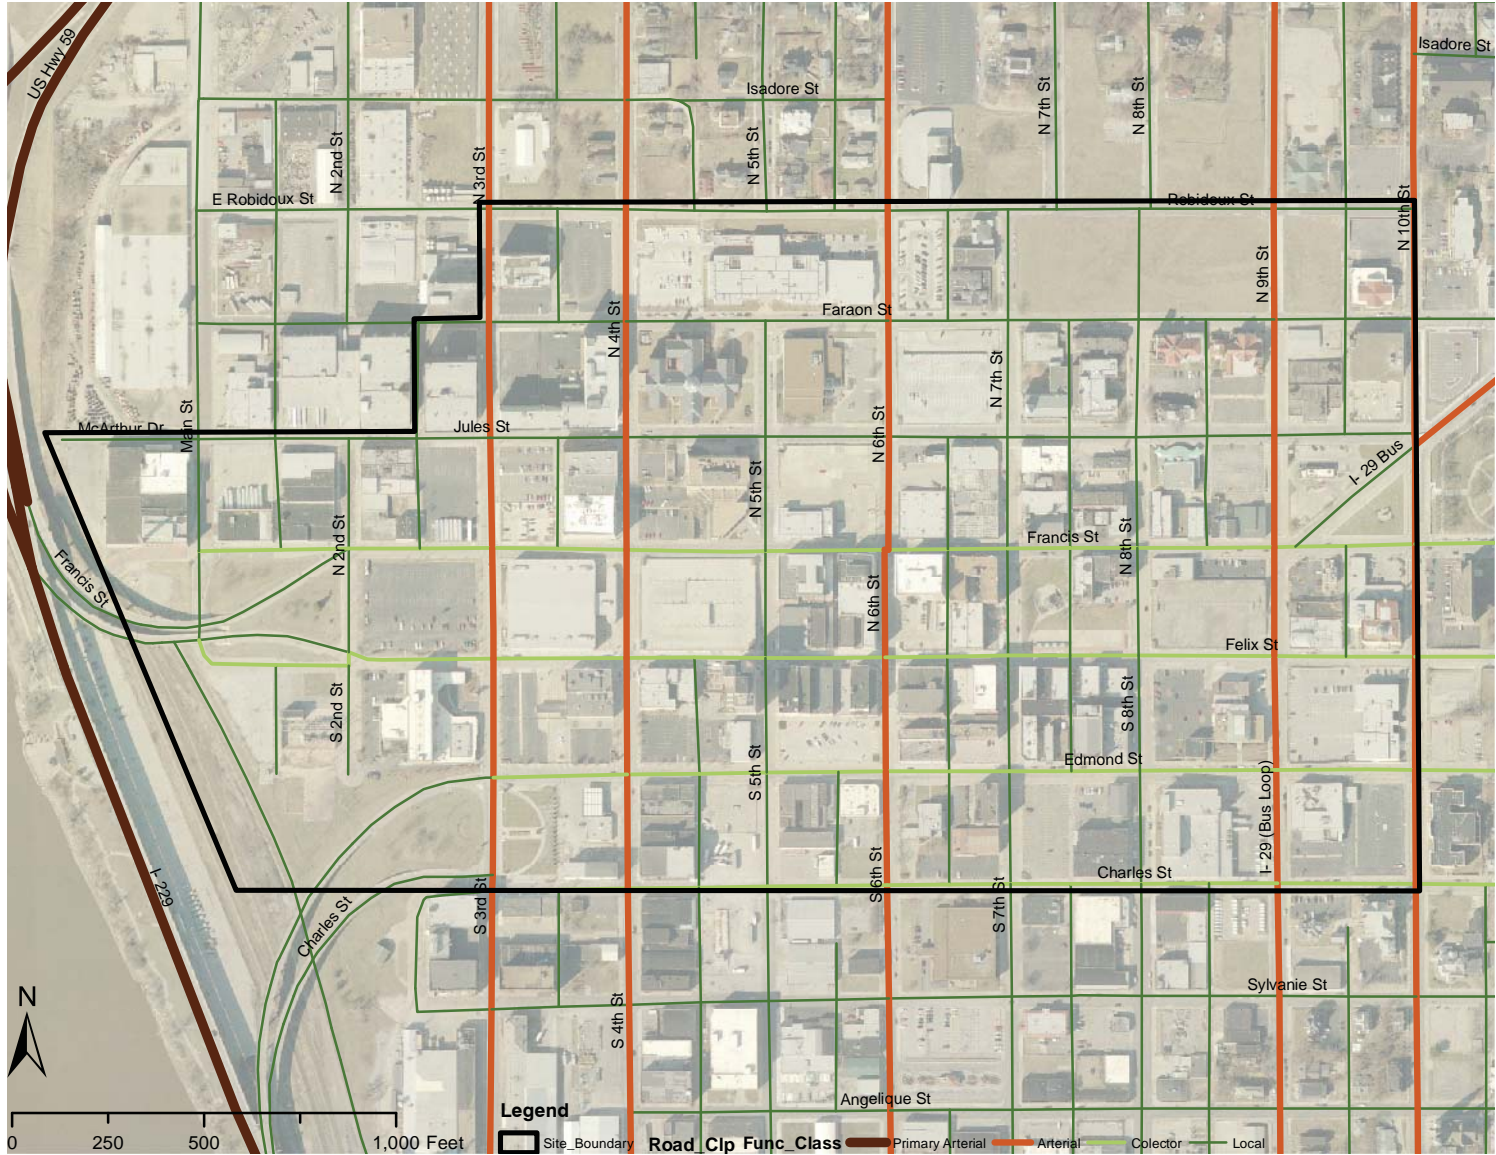 US Hwy 59
Isadore St
Isadore St
N 7th St
N 8th St
N 2nd St
N 3rd St
N 5th St
E Robidoux St
Robidoux St
N 10th St
N 9th St
Faraon St
N 4th St
N 7th St
Main St
McArthur Dr
Jules St
N 6th St
I- 29 Bus
N 5th St
N 2nd St
Francis St
N 8th St
Francis St
N 6th St
Felix St
S 2nd St
S 8th St
Edmond St
S 5th St
I- 29 (Bus Loop)
I- 229
Charles St
S 6th St
S 3rd St
S 7th St
Charles St
Sylvanie St
N
S 4th St
Angelique St
0 250 500 1,000 Feet
Legend
Site_Boundary Road_Clp Func_Class Primary Arterial Arterial Colector Local